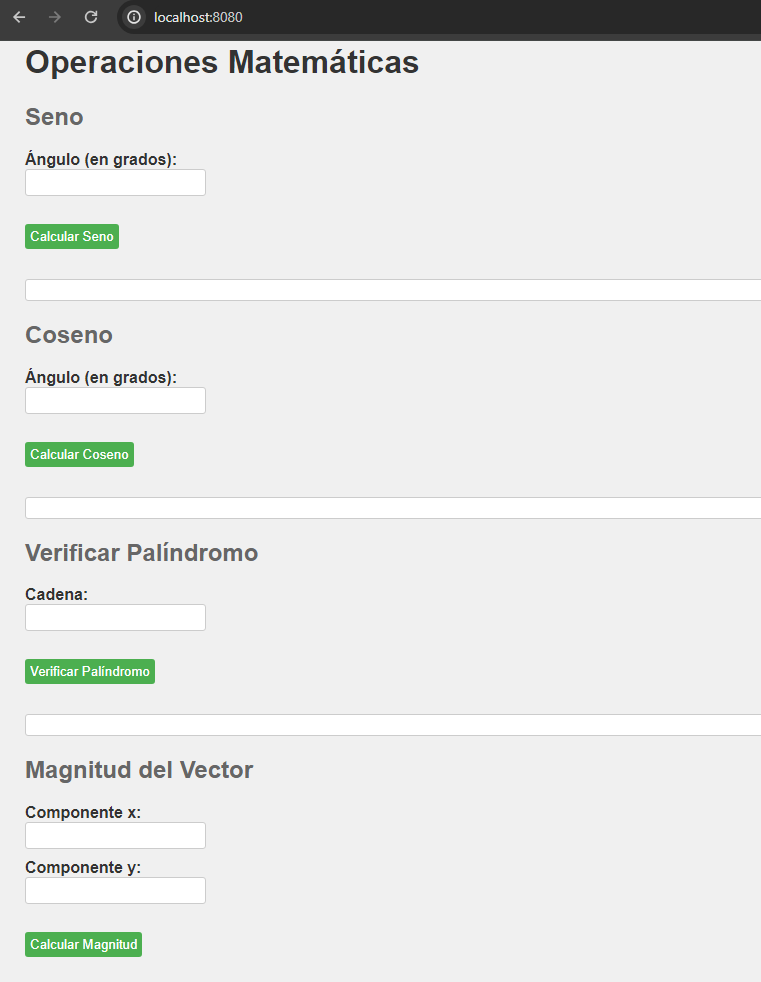 localhost:8080
Operaciones Matemáticas
Seno
Ángulo (en grados):
Calcular Seno
Coseno
Ángulo (en grados):
Calcular Coseno
Verificar Palíndromo
Cadena:
Verificar Palíndromo
Magnitud del Vector
Componente x:
Componente y:
Calcular Magnitud